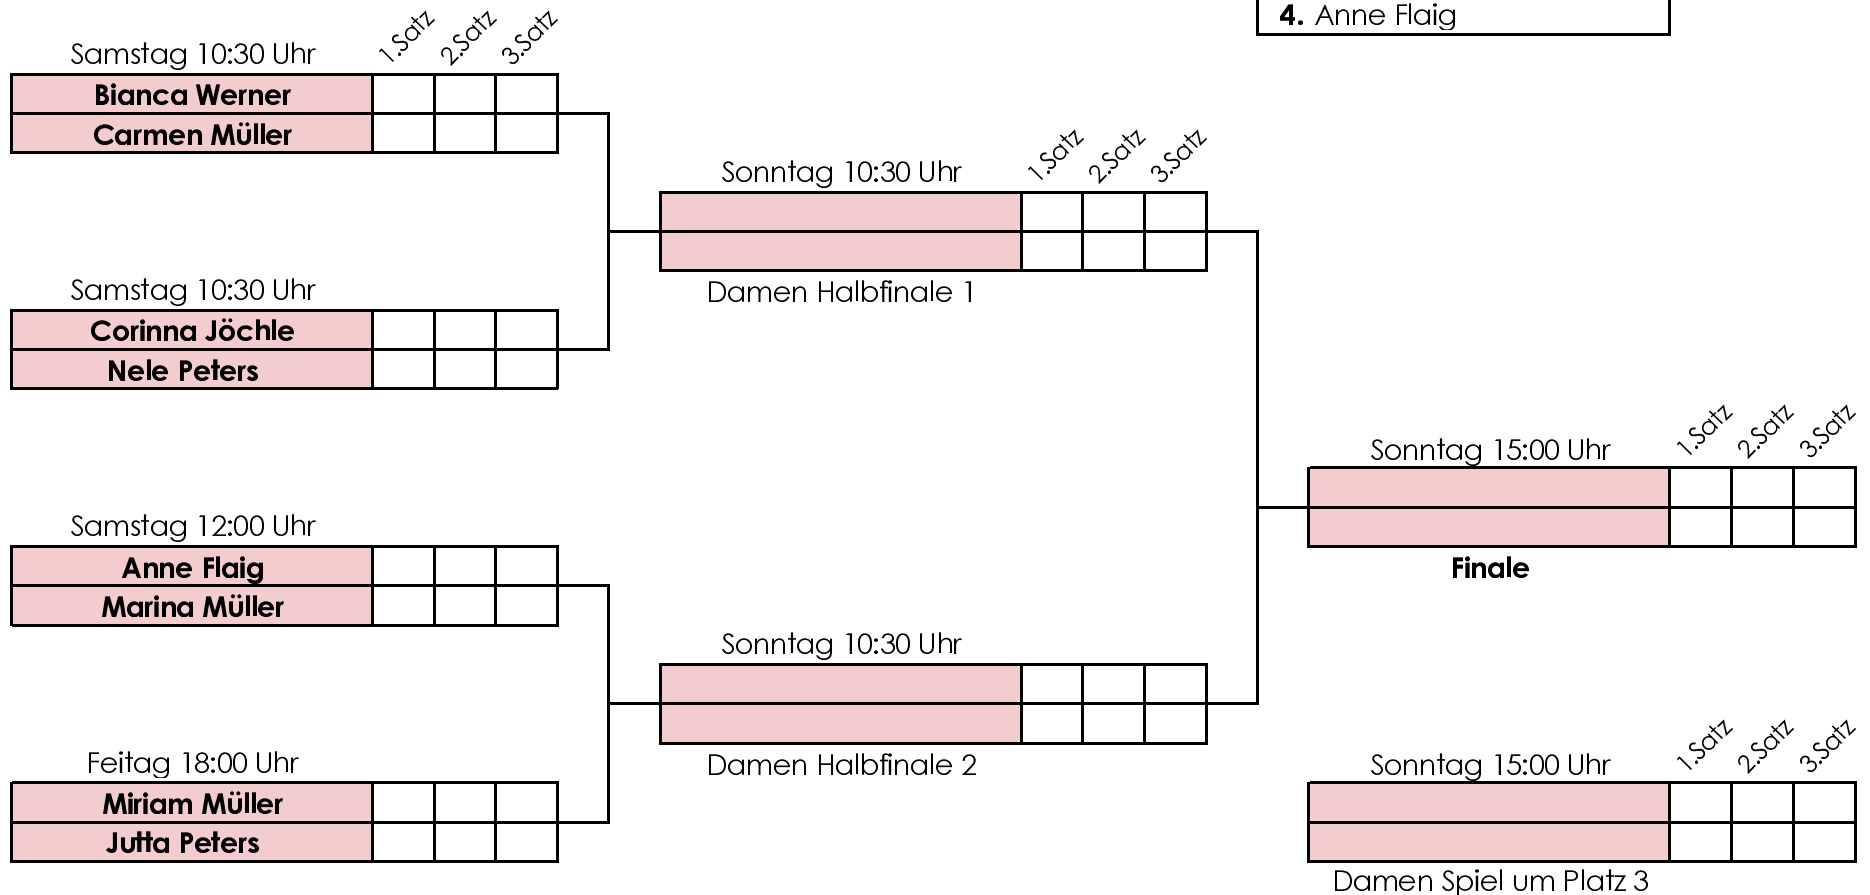 4. Anne Flaig
Samstag 10:30 Uhr 1.Satz 2.Satz 3.Satz
Bianca Werner
Carmen Müller
Sonntag 10:30 Uhr 1.Satz 2.Satz 3.Satz
Damen Halbfinale 1
Samstag 10:30 Uhr
Corinna Jöchle
Nele Peters
Sonntag 15:00 Uhr 1.Satz 2.Satz 3.Satz
Finale
Samstag 12:00 Uhr
Anne Flaig
Marina Müller
Sonntag 10:30 Uhr
Damen Halbfinale 2
Feitag 18:00 Uhr
Miriam Müller
Jutta Peters
Sonntag 15:00 Uhr 1.Satz 2.Satz 3.Satz
Damen Spiel um Platz 3